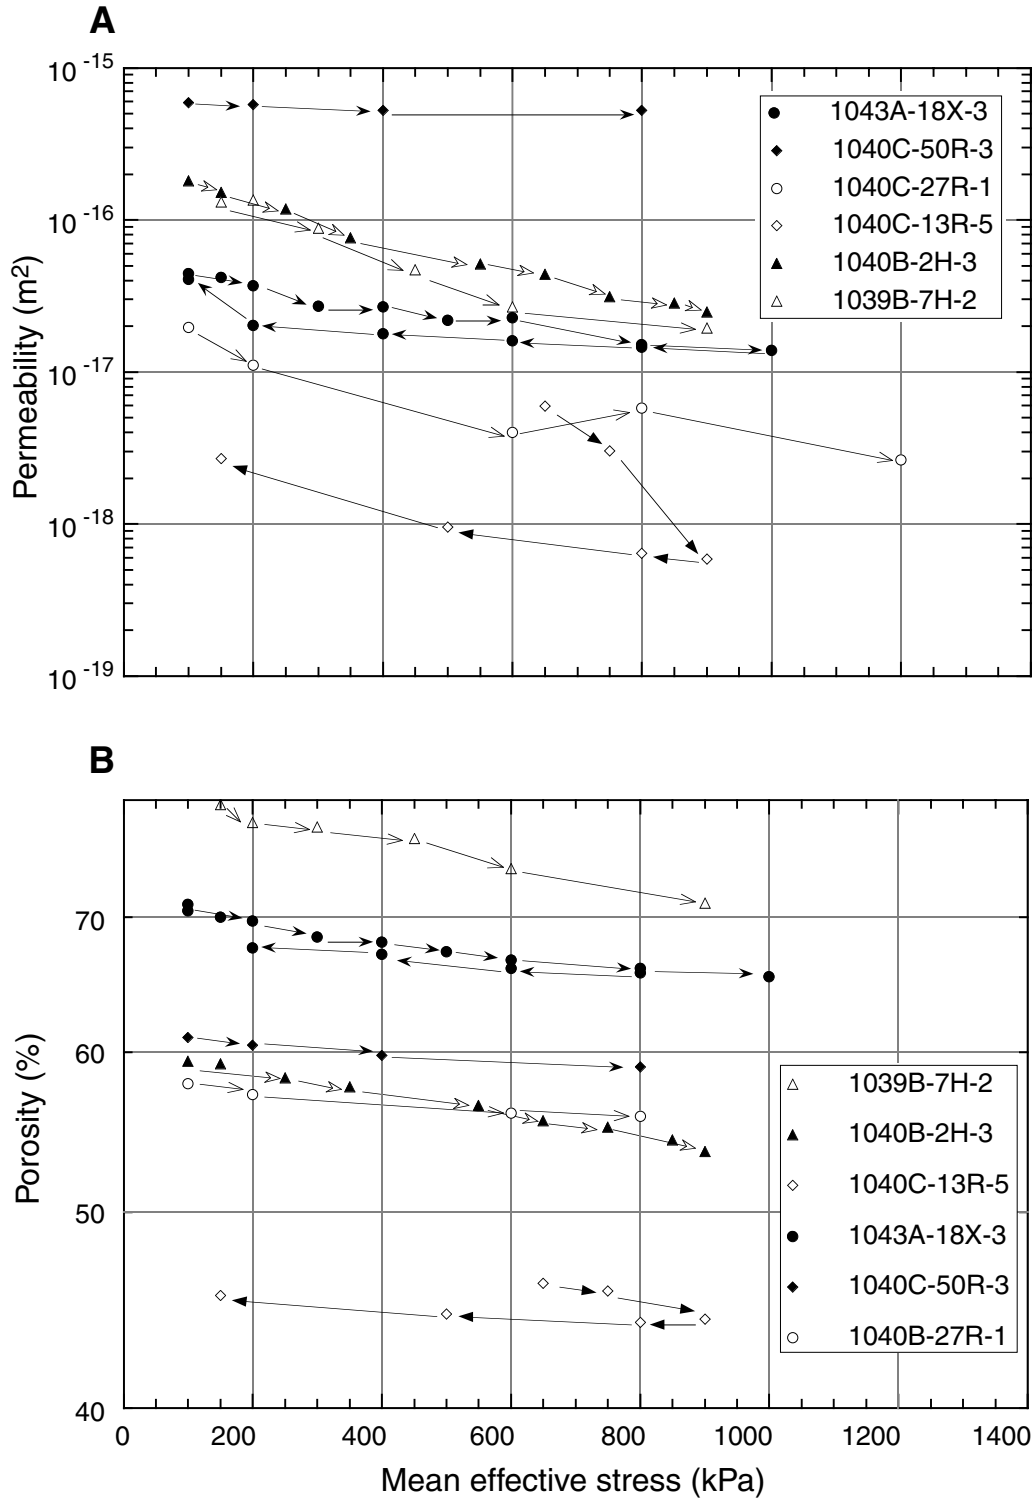 A
10 -15
10 -16
10 -17
10 -18
10 -19
Permeability (m2)
1043A-18X-3
1040C-50R-3
1040C-27R-1
1040C-13R-5
1040B-2H-3
1039B-7H-2
B
70
60
50
40
Porosity (%)
1039B-7H-2
1040B-2H-3
1040C-13R-5
1043A-18X-3
1040C-50R-3
1040B-27R-1
0 200 400 600 800 1000 1200 1400
Mean effective stress (kPa)